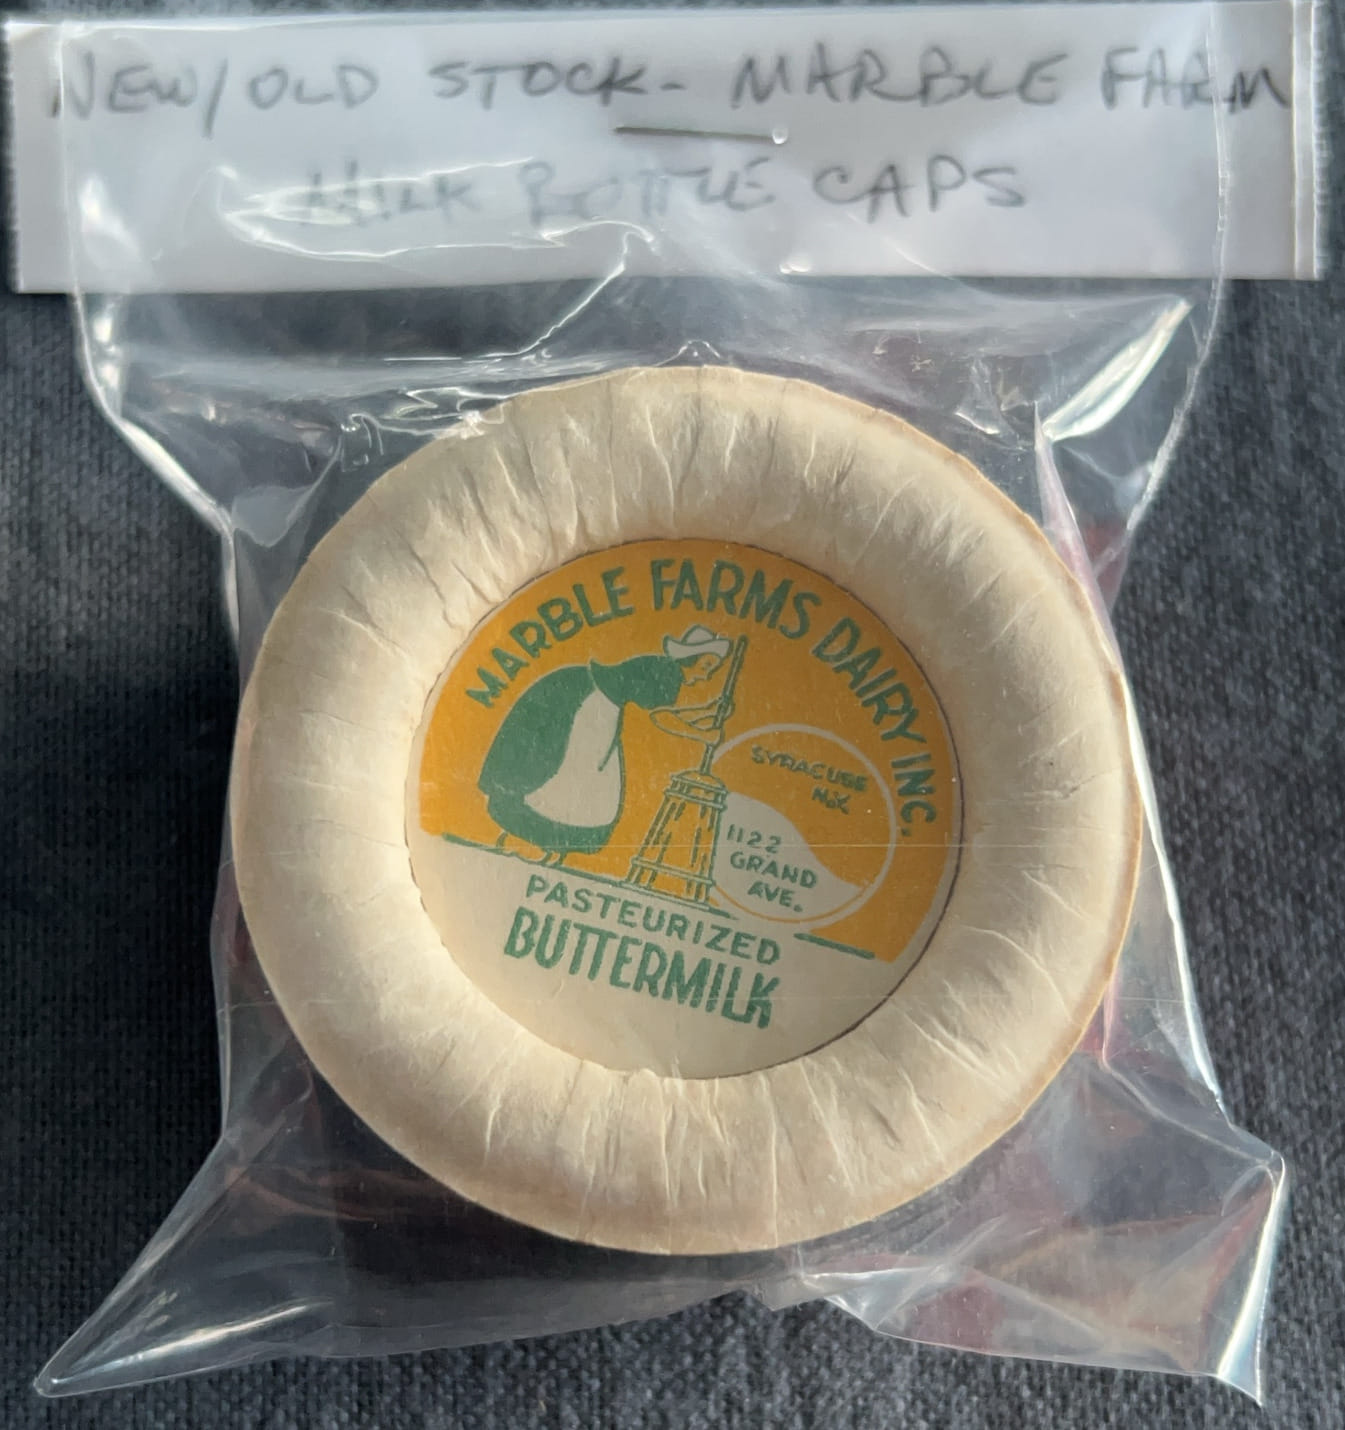 NEW/OLD STOCK- MARBLE FARM
MILK BOTTLE CAPS
MARBLE FARMS DAIRY INC.
SYRACUSE
N.Y.
1122
GRAND
AVE.
PASTEURIZED
BUTTERMILK